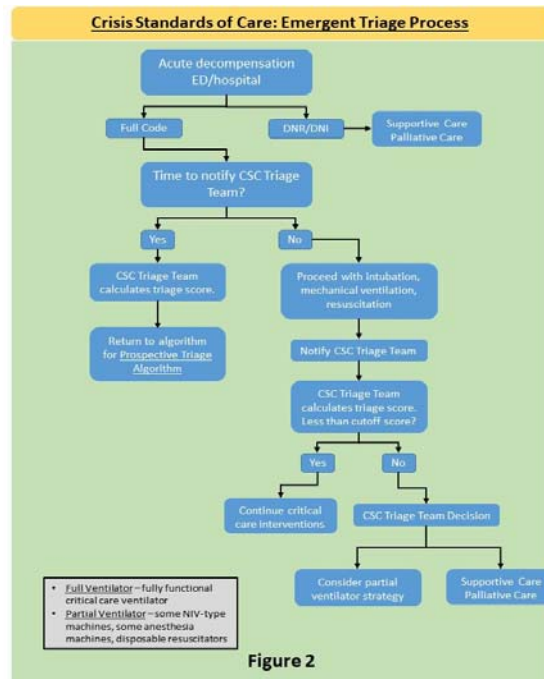 Crisis Standards of Care: Emergent Triage Process
Acute decompensation
ED/hospital
Full Code
DNR/DNI
Supportive Care
Palliative Care
Time to notify CSC Triage
Team?
Yes
No
CSC Triage Team
calculates triage score.
Proceed with intubation,
mechanical ventilation,
resuscitation
Return to algorithm
for Prospective Triage
Algorithm
Notify CSC Triage Team
CSC Triage Team
calculates triage score.
Less than cutoff score?
Yes
No
Continue critical
care interventions
CSC Triage Team Decision
Consider partial
ventilator strategy
Supportive Care
Palliative Care
• Full Ventilator – fully functional
critical care ventilator
• Partial Ventilator – some NIV-type
machines, some anesthesia
machines, disposable resuscitators
Figure 2